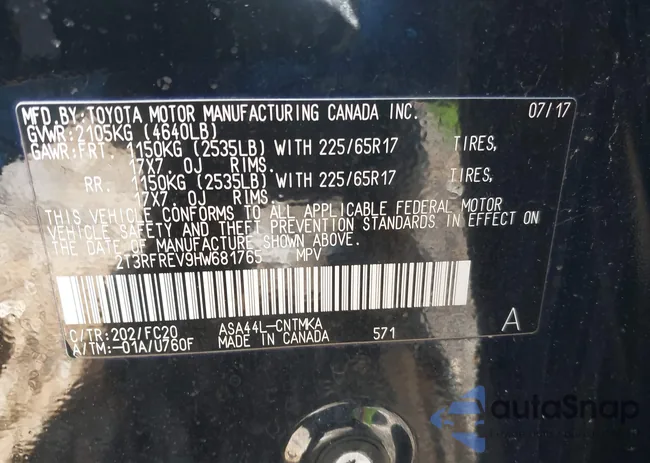 MFD.BY:TOYOTA MOTOR MANUFACTURING CANADA INC. 07/17
GVWR:2105KG (4640LB)
GAWR:FRT. 1150KG (2535LB) WITH 225/65R17 TIRES,
17X7 0J RIMS.
RR. 1150KG (2535LB) WITH 225/65R17 TIRES,
17X7 0J RIMS.
THIS VEHICLE CONFORMS TO ALL APPLICABLE FEDERAL MOTOR
VEHICLE SAFETY AND THEFT PREVENTION STANDARDS IN EFFECT ON
THE DATE OF MANUFACTURE SHOWN ABOVE.
2T3RFREV9HW681765 MPV
C/TR:202/FC20 ASA44L-CNTMKA 571 A
A/TM:-01A/U760F MADE IN CANADA
autoSnap